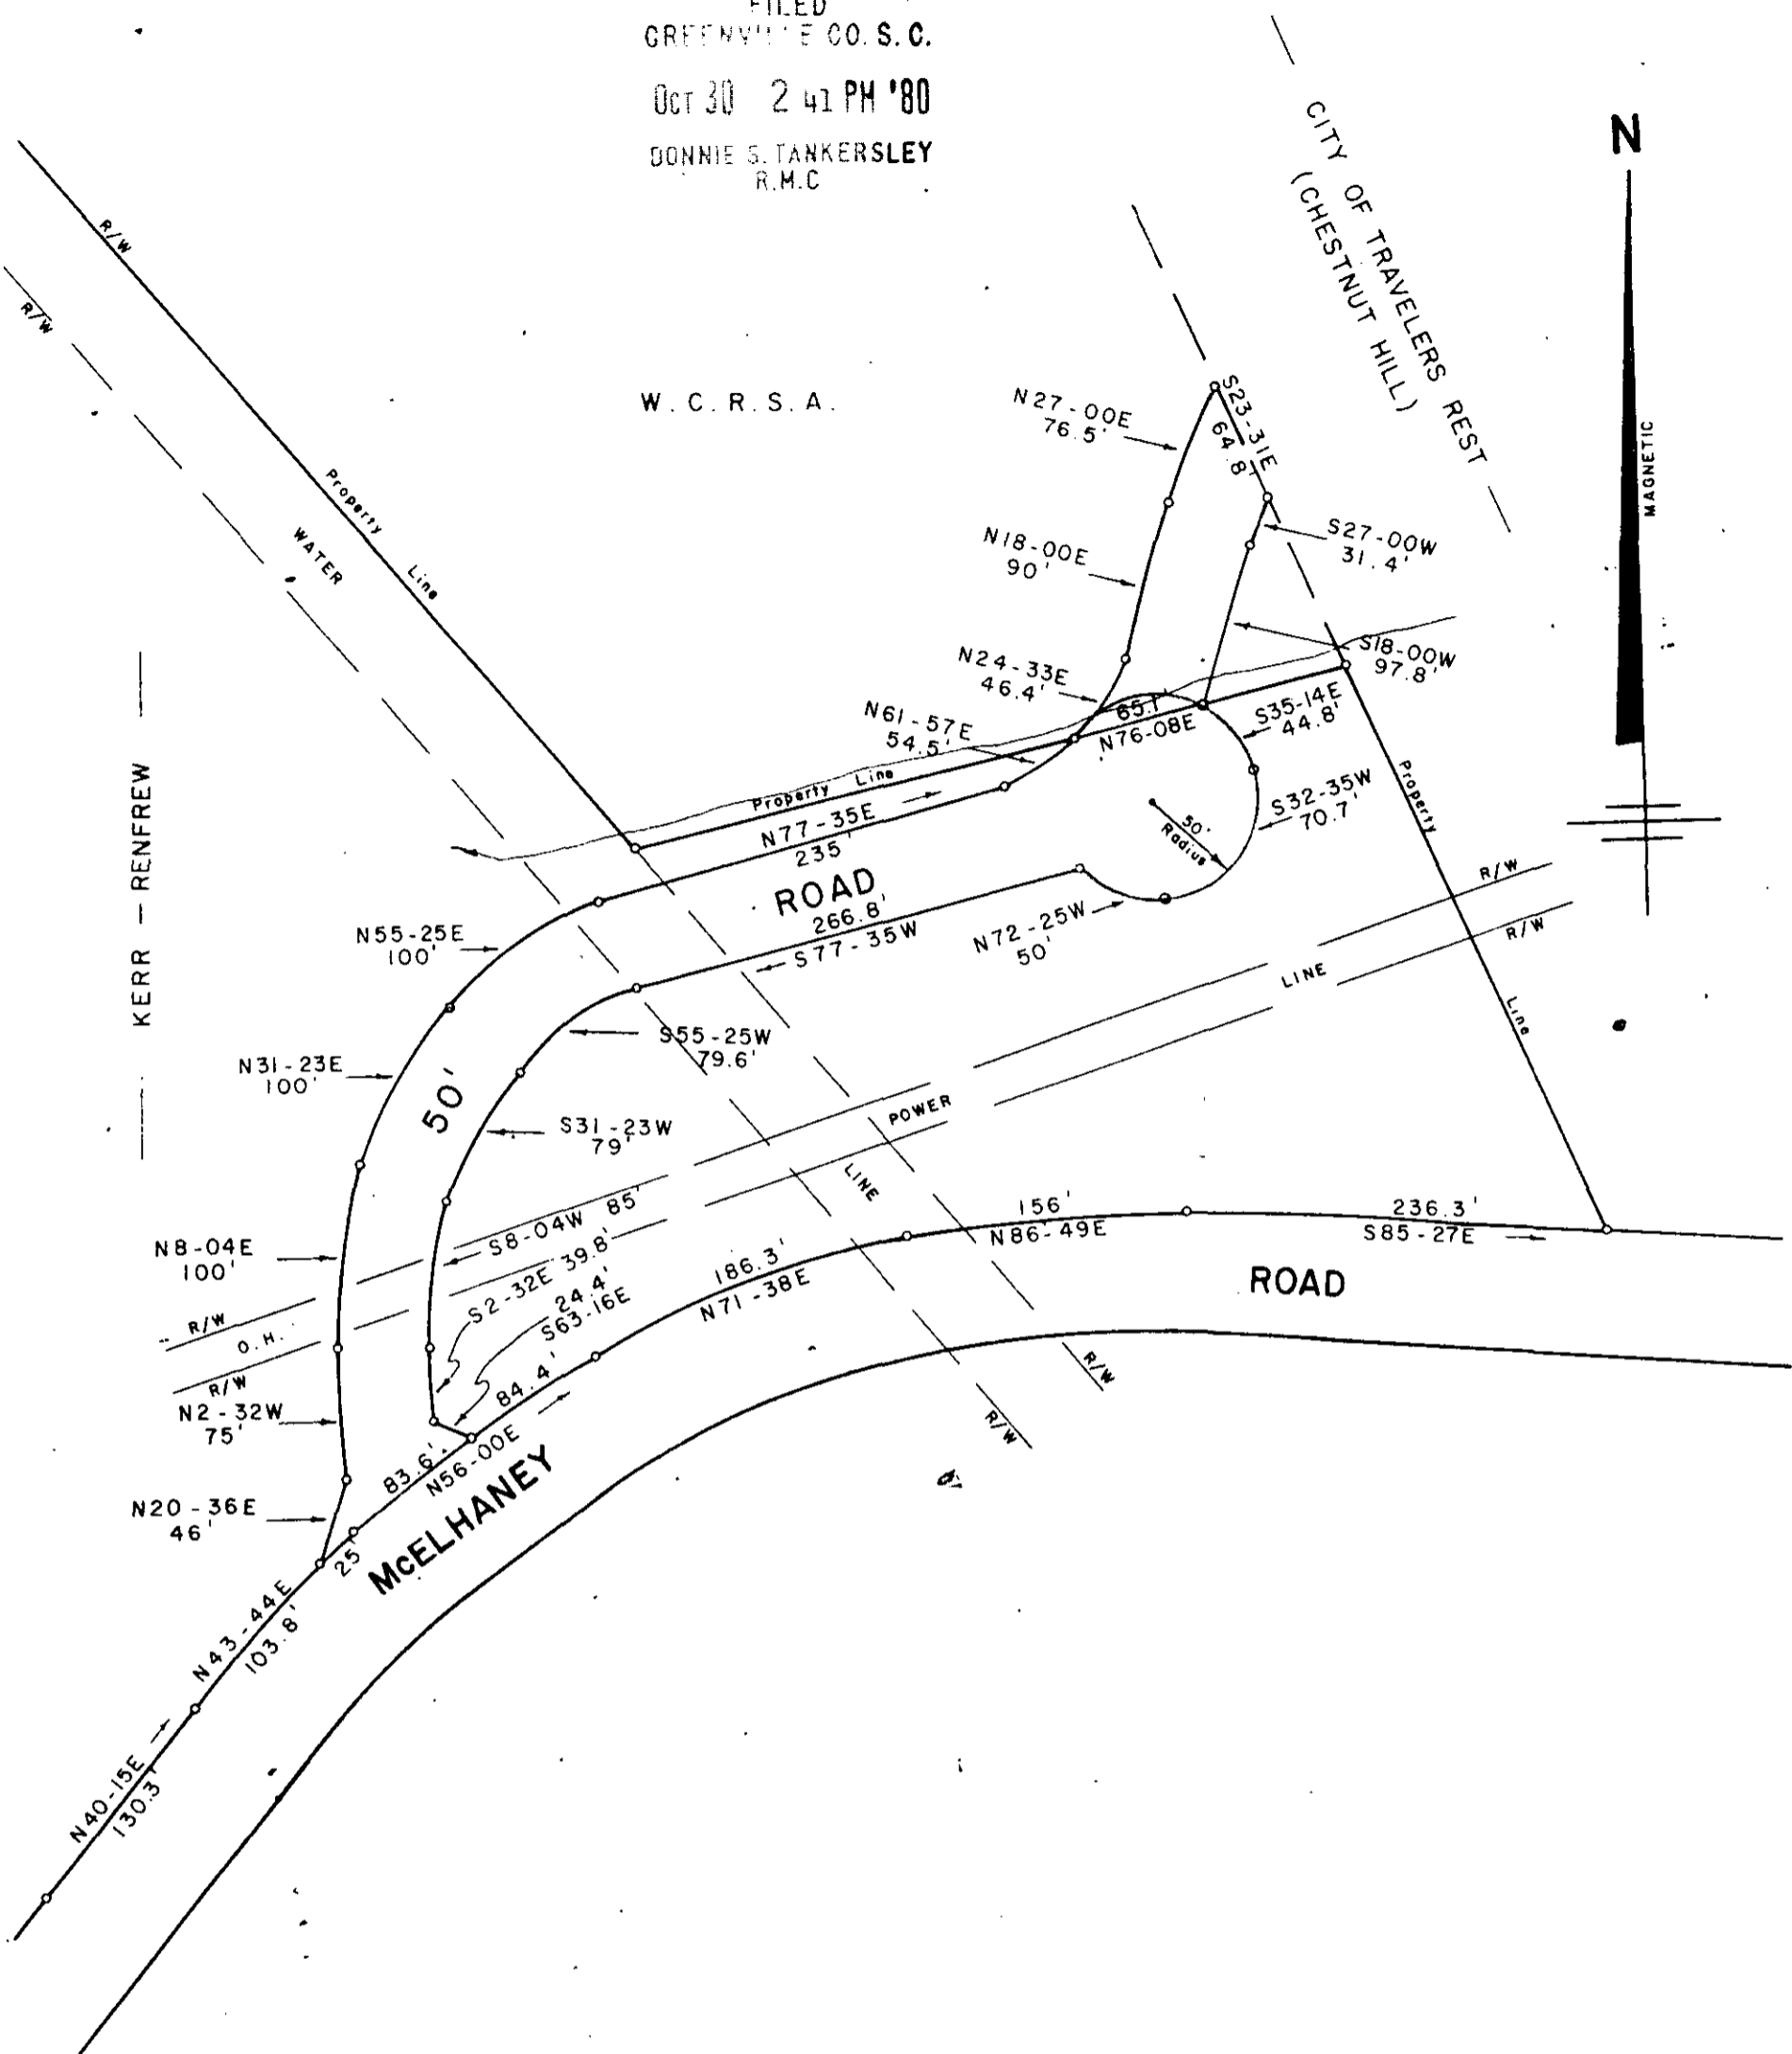 FILED
GREENVILLE CO. S. C.
OCT 30 2 41 PM '80
DONNIE S. TANKERSLEY
R.M.C
CITY OF TRAVELERS REST
(CHESTNUT HILL)
N
MAGNETIC
R/W
R/W
W. C. R. S. A.
Property Line
WATER
N27-00E
76.5'
S23-31E
64.8'
N18-00E
90'
S27-00W
31.4'
N24-33E
46.4'
S18-00W
97.8'
N61-57E
54.5'
65.1'
N76-08E
S35-14E
44.8'
KERR - RENFREW
Property Line
Property Line
N77-35E
235'
50'
Radius
S32-35W
70.7'
ROAD
266.8'
S77-35W
N72-25W
50'
R/W
R/W
LINE
N55-25E
100'
S55-25W
79.6'
N31-23E
100'
50'
S31-23W
79'
POWER
LINE
N8-04E
100'
S8-04W 85'
S2-32E 39.8'
24.4'
S63-16E
156'
N86-49E
236.3'
S85-27E
186.3'
N71-38E
ROAD
R/W
O.H.
R/W
R/W
R/W
N2-32W
75'
84.4'
83.6'
N56-00E
N20-36E
46'
25'
McELHANEY
N43-44E
103.8'
N40-15E
130.3'